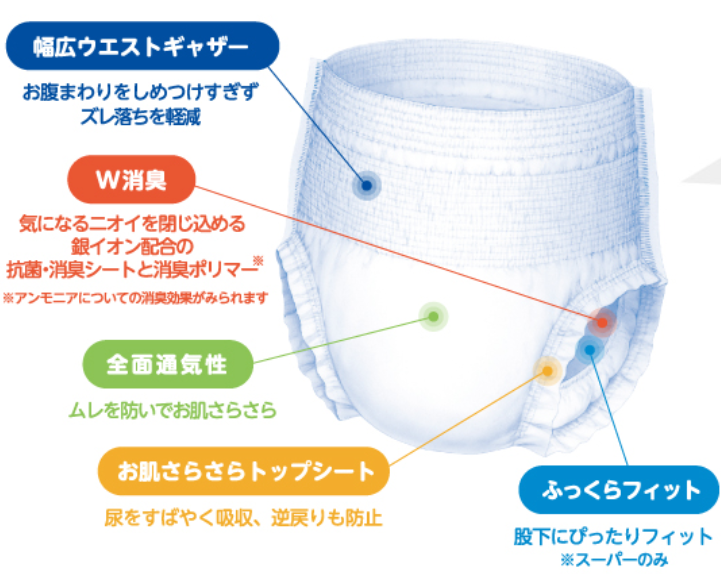 幅広ウエストギャザー
お腹まわりをしめつけすぎず
ズレ落ちを軽減
W消臭
気になるニオイを閉じ込める
銀イオン配合の
抗菌・消臭シートと消臭ポリマー※
※アンモニアについての消臭効果がみられます
全面通気性
ムレを防いでお肌さらさら
お肌さらさらトップシート
尿をすばやく吸収、逆戻りも防止
ふっくらフィット
股下にぴったりフィット
※スーパーのみ